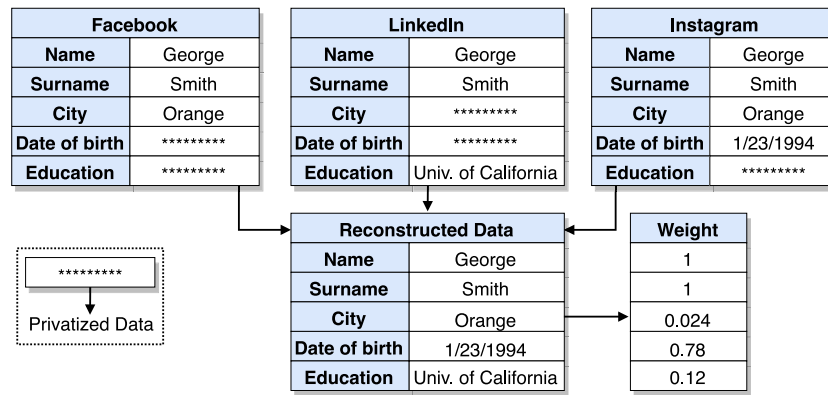 Facebook
Name George
Surname Smith
City Orange
Date of birth *********
Education *********
LinkedIn
Name George
Surname Smith
City *********
Date of birth *********
Education Univ. of California
Instagram
Name George
Surname Smith
City Orange
Date of birth 1/23/1994
Education *********
Reconstructed Data
Name George
Surname Smith
City Orange
Date of birth 1/23/1994
Education Univ. of California
Weight
1
1
0.024
0.78
0.12
*********
Privatized Data